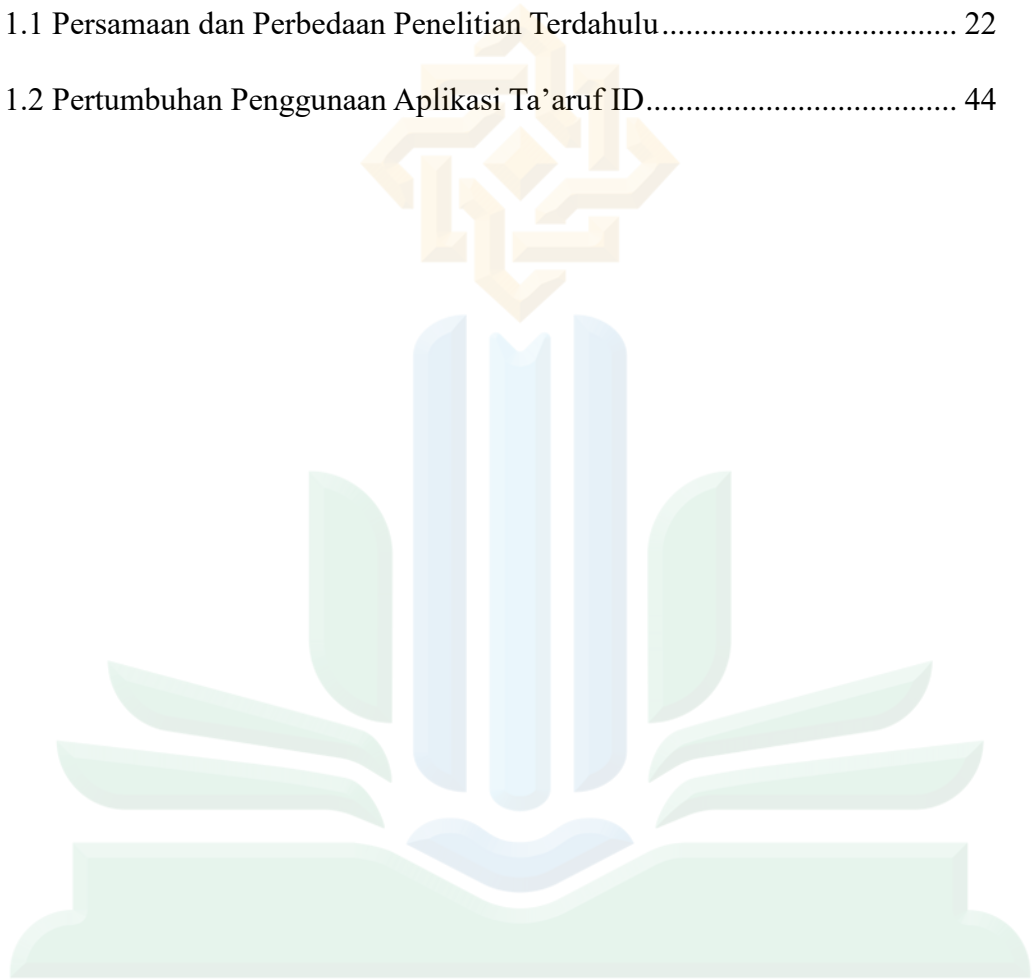 1.1 Persamaan dan Perbedaan Penelitian Terdahulu.................................. 22
1.2 Pertumbuhan Penggunaan Aplikasi Ta’aruf ID.................................... 44